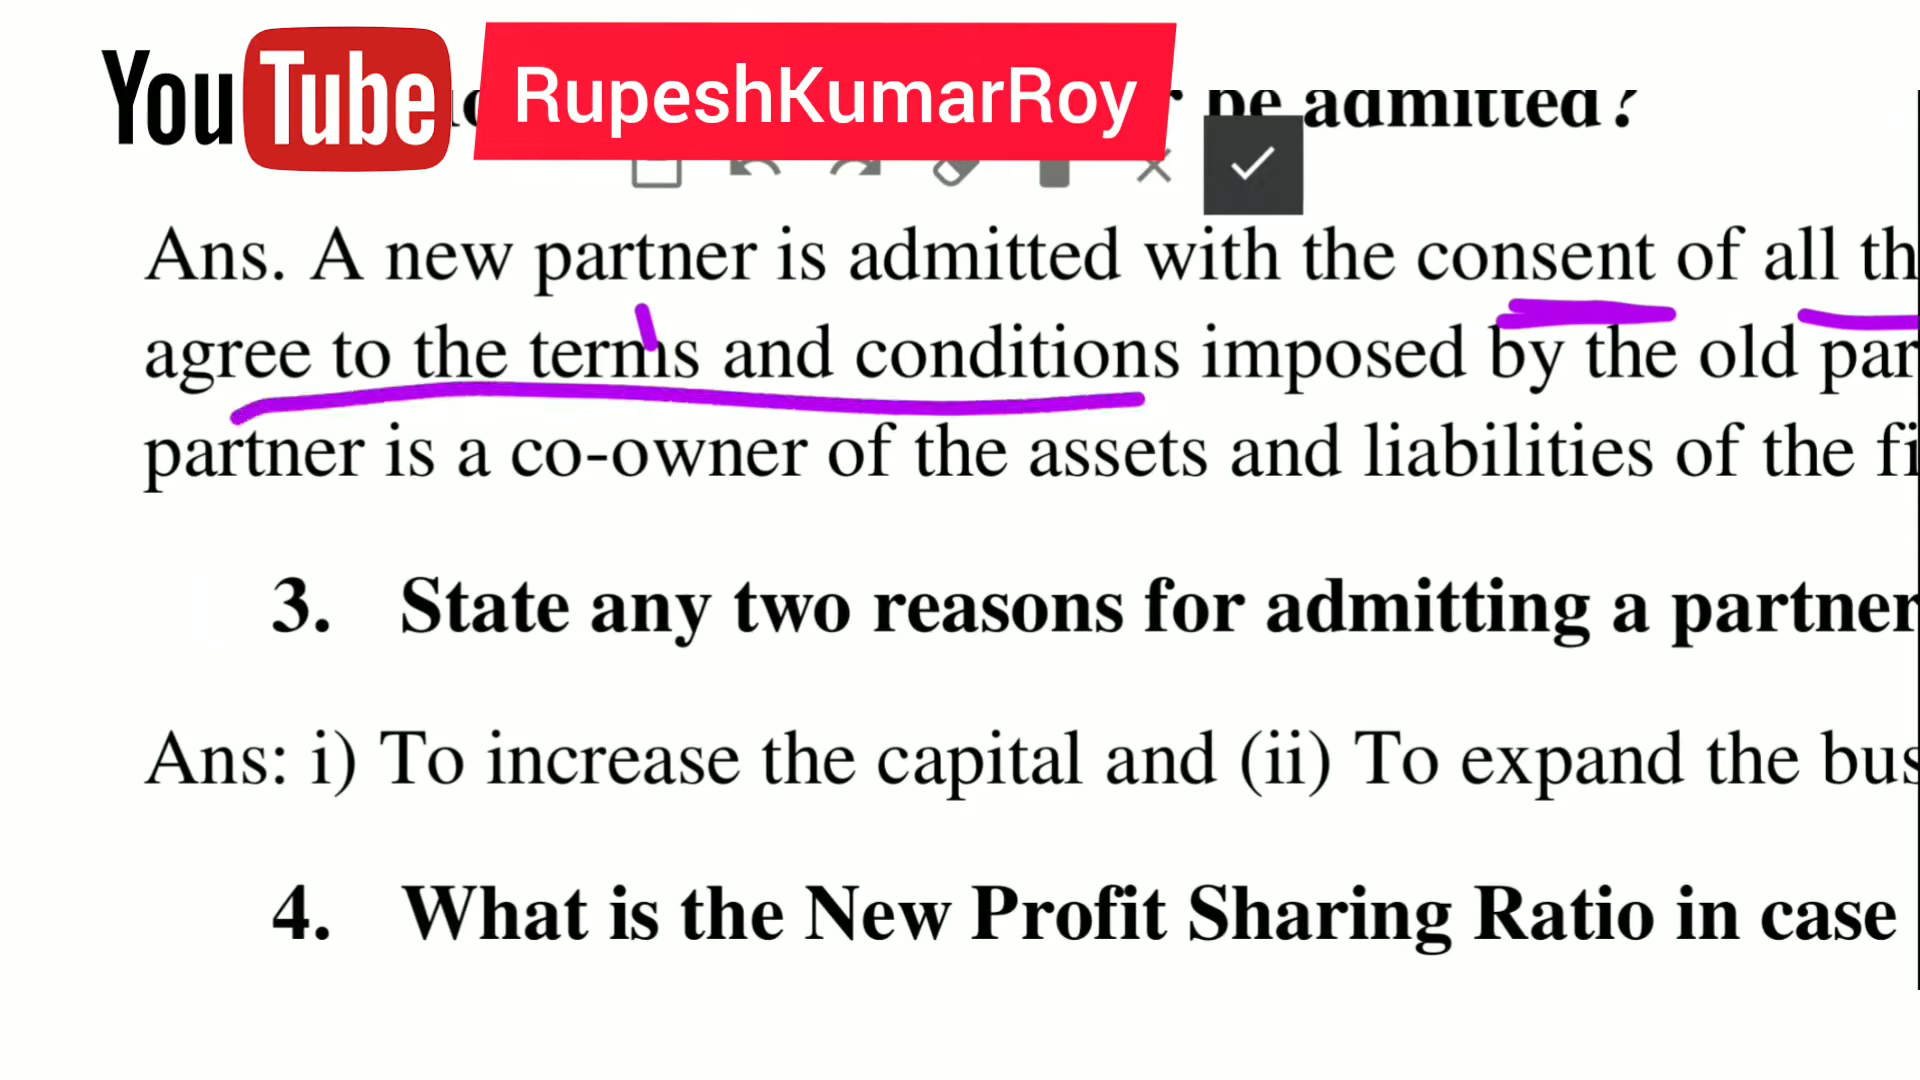 YouTube RupeshKumarRoy be admitted?
Ans. A new partner is admitted with the consent of all th
agree to the terms and conditions imposed by the old par
partner is a co-owner of the assets and liabilities of the fi
3. State any two reasons for admitting a partner
Ans: i) To increase the capital and (ii) To expand the bus
4. What is the New Profit Sharing Ratio in case